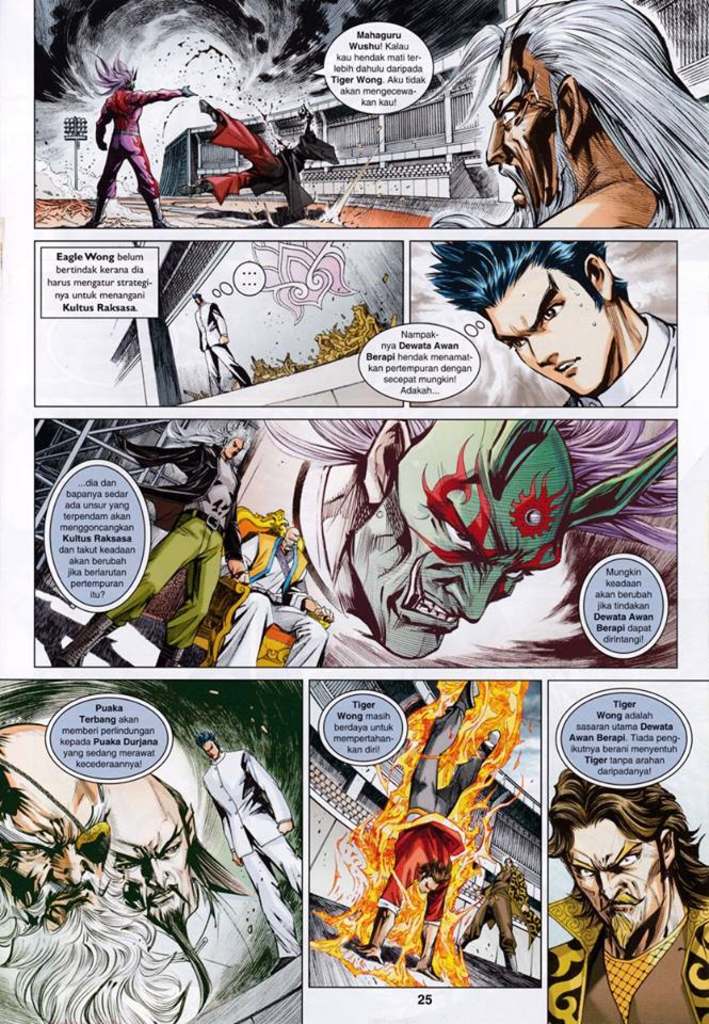 Mahaguru
Wushu! Kalau
kau hendak mati ter-
lebih dahulu daripada
Tiger Wong. Aku tidak
akan mengecewa-
kan kau!
Eagle Wong belum
bertindak kerana dia
harus mengatur strategi-
nya untuk menangani
Kultus Raksasa.
...
Nampak-
nya Dewata Awan
Berapi hendak menamat-
kan pertempuran dengan
secepat mungkin!
Adakah...
...dia dan
bapanya sedar
ada unsur yang
terpendam akan
menggoncangkan
Kultus Raksasa
dan takut keadaan
akan berubah
jika berlarutan
pertempuran
itu?
Mungkin
keadaan
akan berubah
jika tindakan
Dewata Awan
Berapi dapat
dirintangi!
Puaka
Terbang akan
memberi perlindungan
kepada Puaka Durjana
yang sedang merawat
kecederaannya!
Tiger
Wong masih
berdaya untuk
mempertahan-
kan diri!
Tiger
Wong adalah
sasaran utama Dewata
Awan Berapi. Tiada peng-
ikutnya berani menyentuh
Tiger tanpa arahan
daripadanya!
25